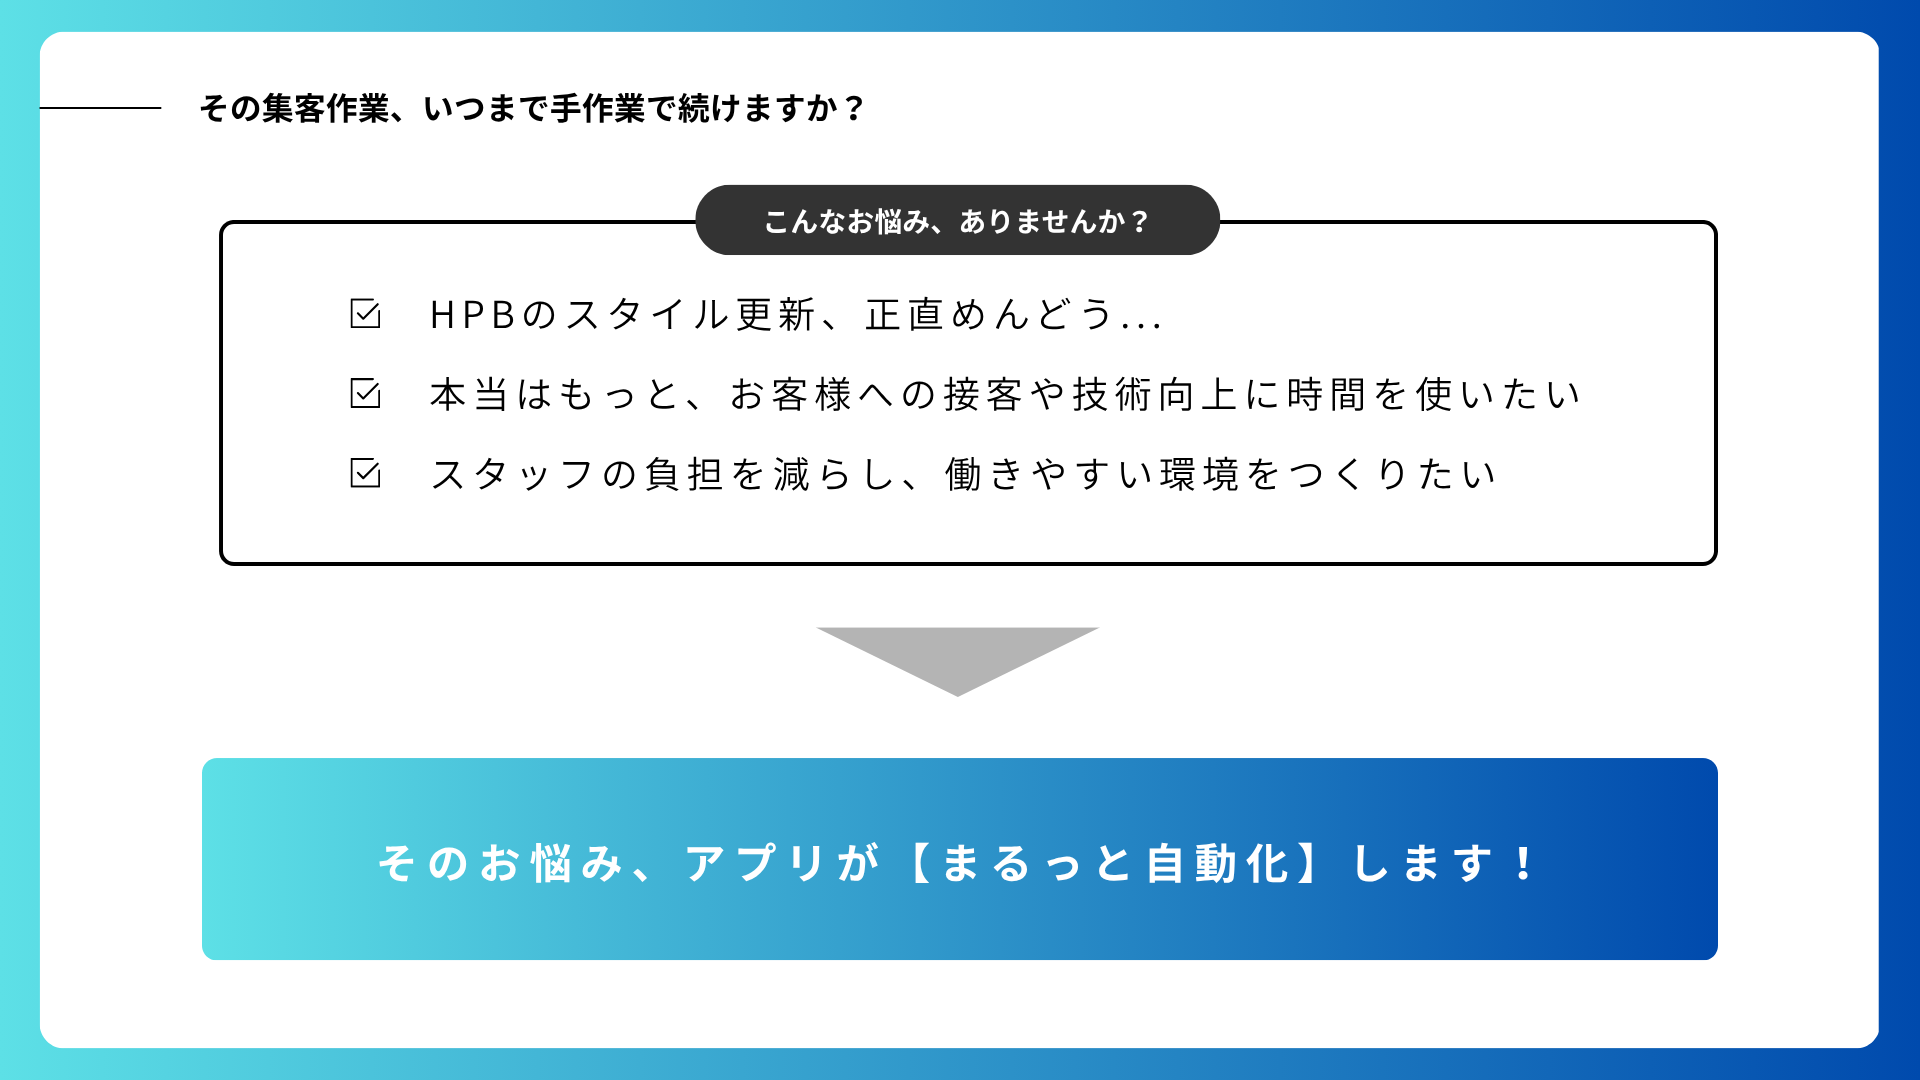 その集客作業、いつまで手作業で続けますか？
こんなお悩み、ありませんか？
HPBのスタイル更新、正直めんどう...
本当はもっと、お客様への接客や技術向上に時間を使いたい
スタッフの負担を減らし、働きやすい環境をつくりたい
そのお悩み、アプリが【まるっと自動化】します！